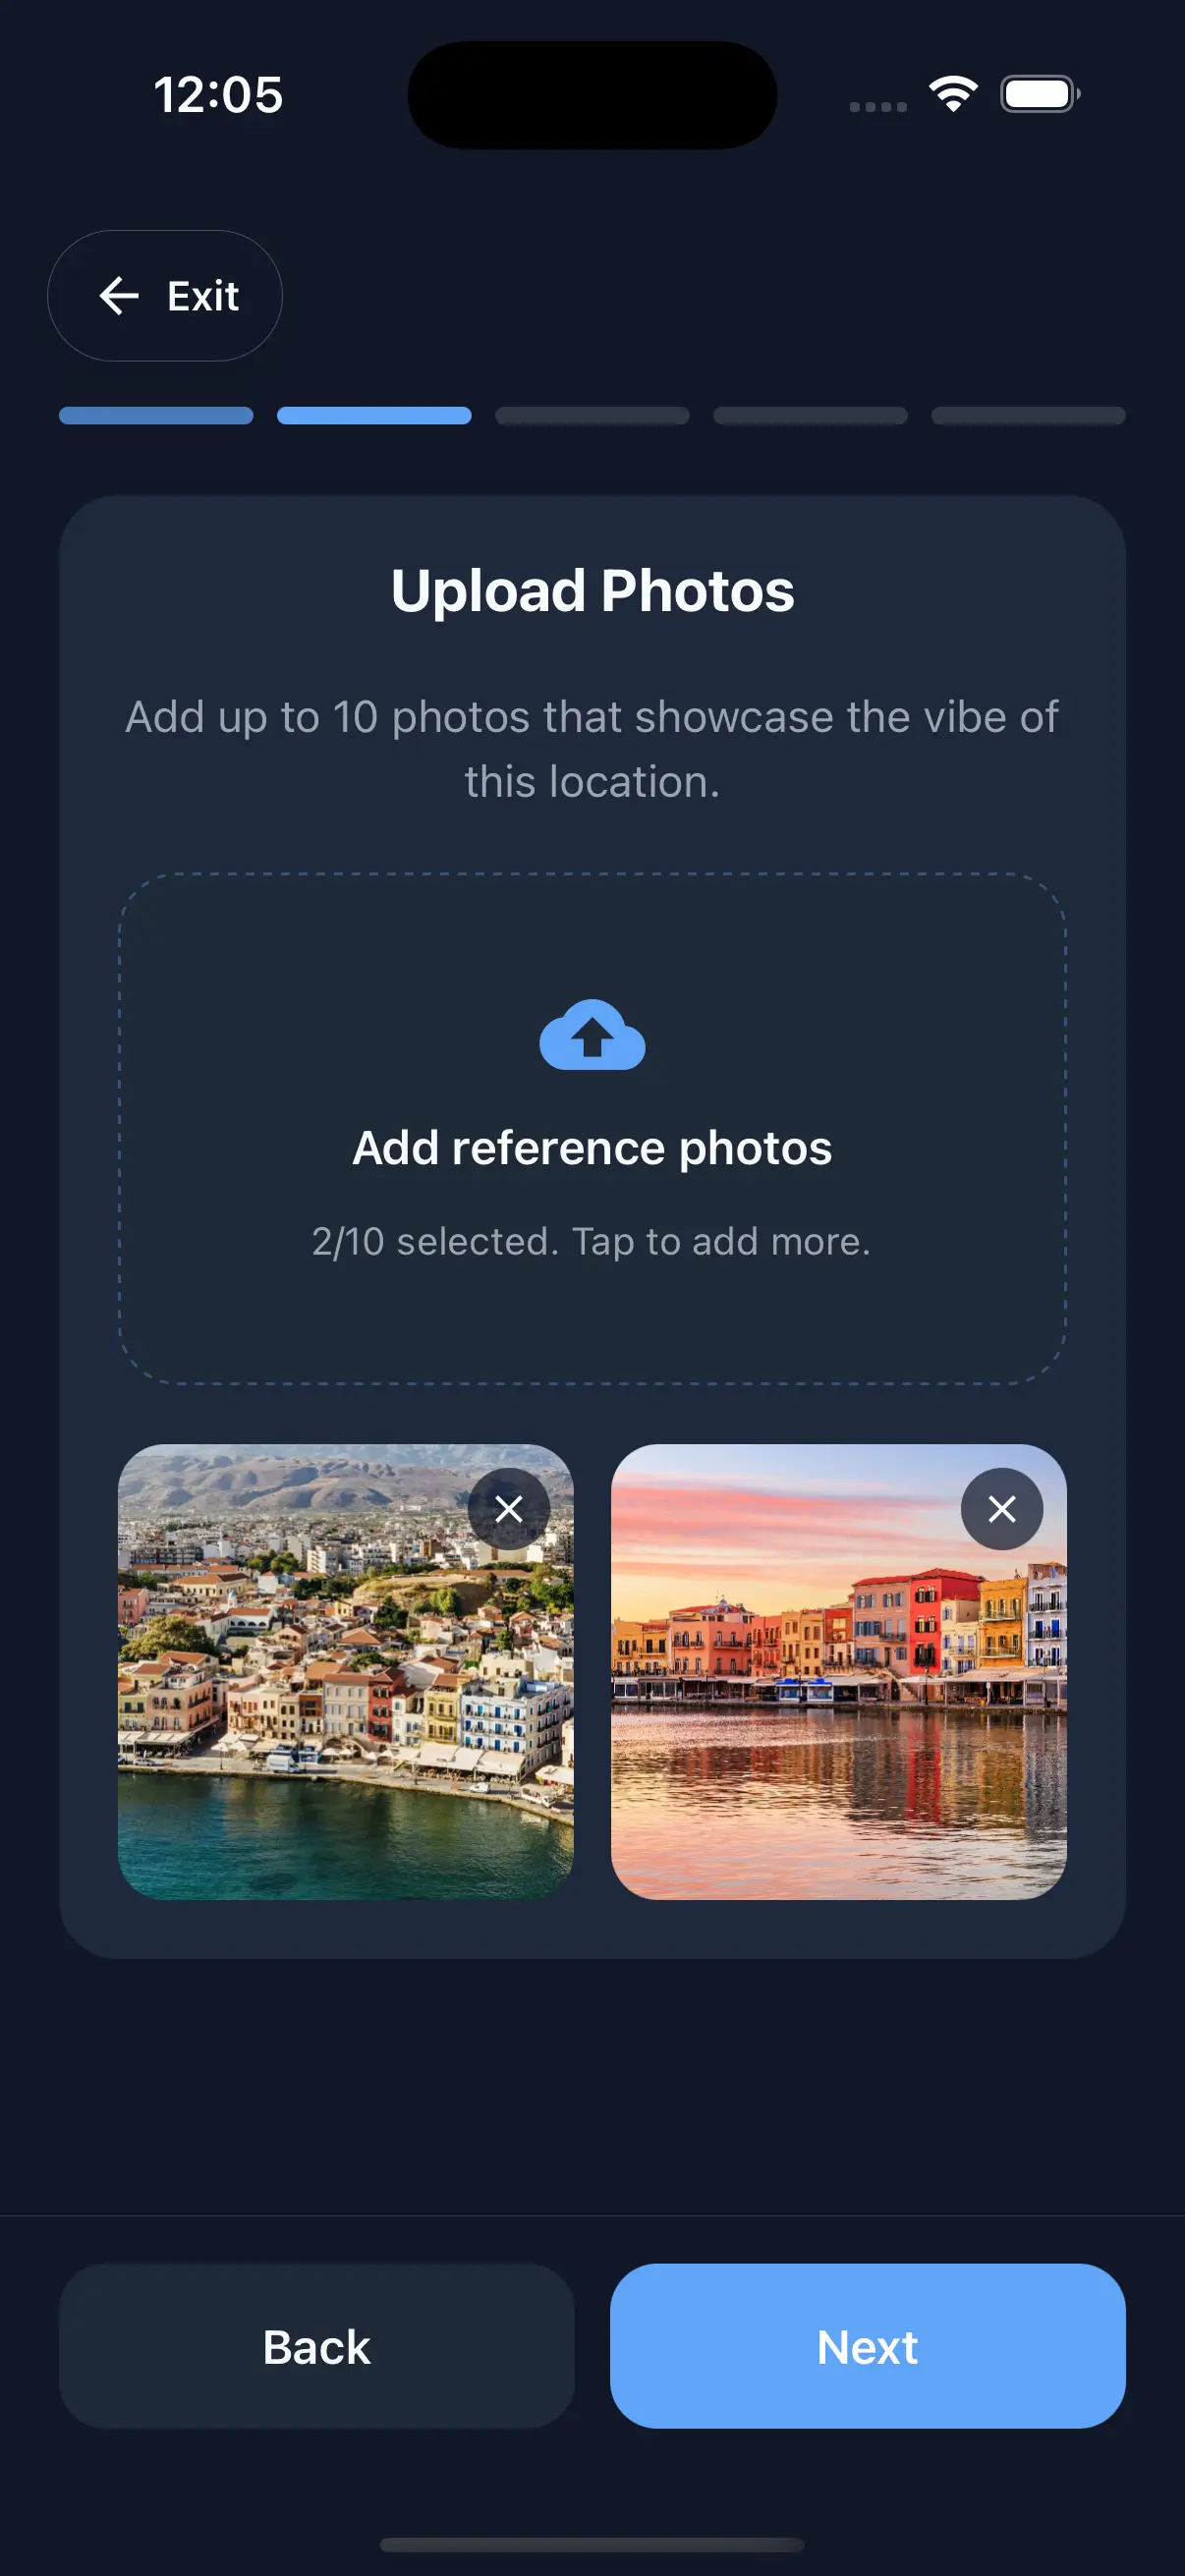 12:05
Exit
Upload Photos
Add up to 10 photos that showcase the vibe of
this location.
Add reference photos
2/10 selected. Tap to add more.
Back
Next